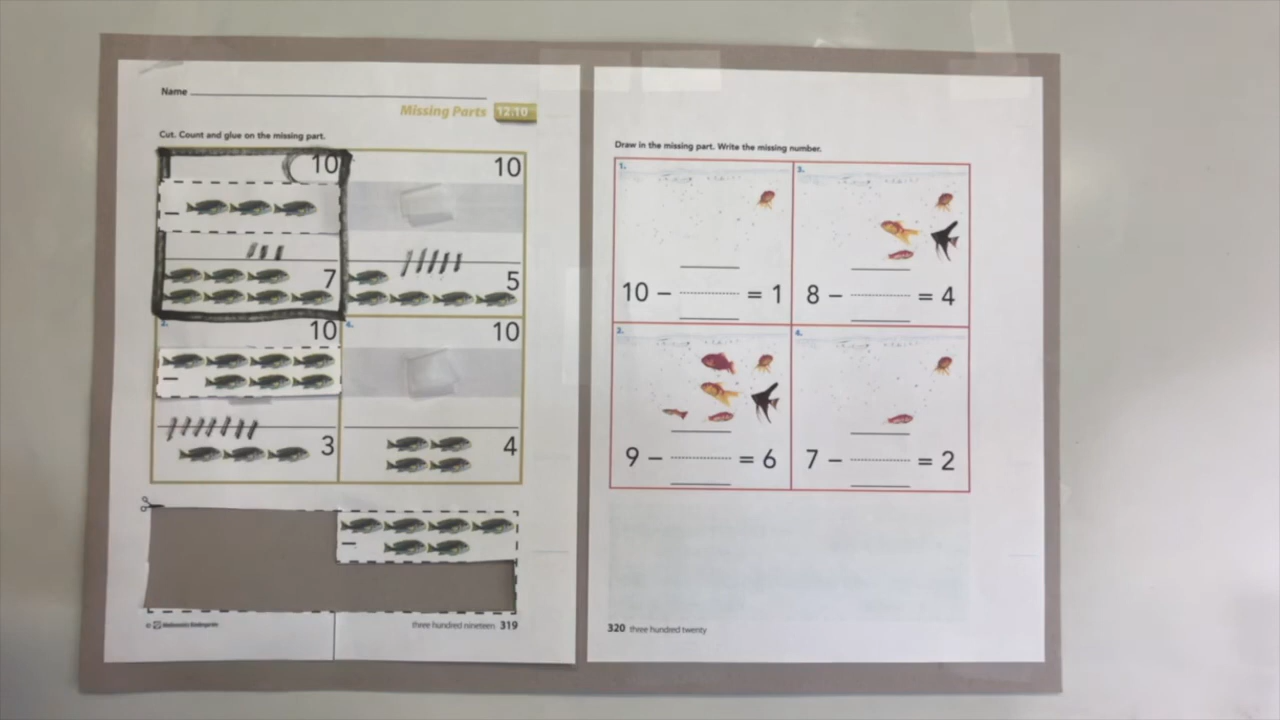 Name
Missing Parts 12.10
Cut. Count and glue on the missing part.
10
10
−
7
5
2.
10
4.
10
−
3
4
−
three hundred nineteen 319
Draw in the missing part. Write the missing number.
1.
10 − = 1
3.
8 − = 4
2.
9 − = 6
4.
7 − = 2
320 three hundred twenty